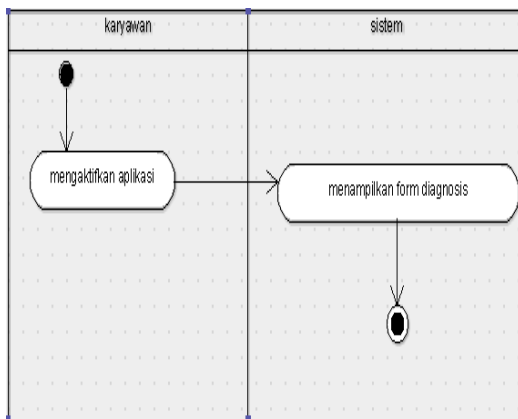 karyawan
sistem
mengaktifkan aplikasi
menampilkan form diagnosis